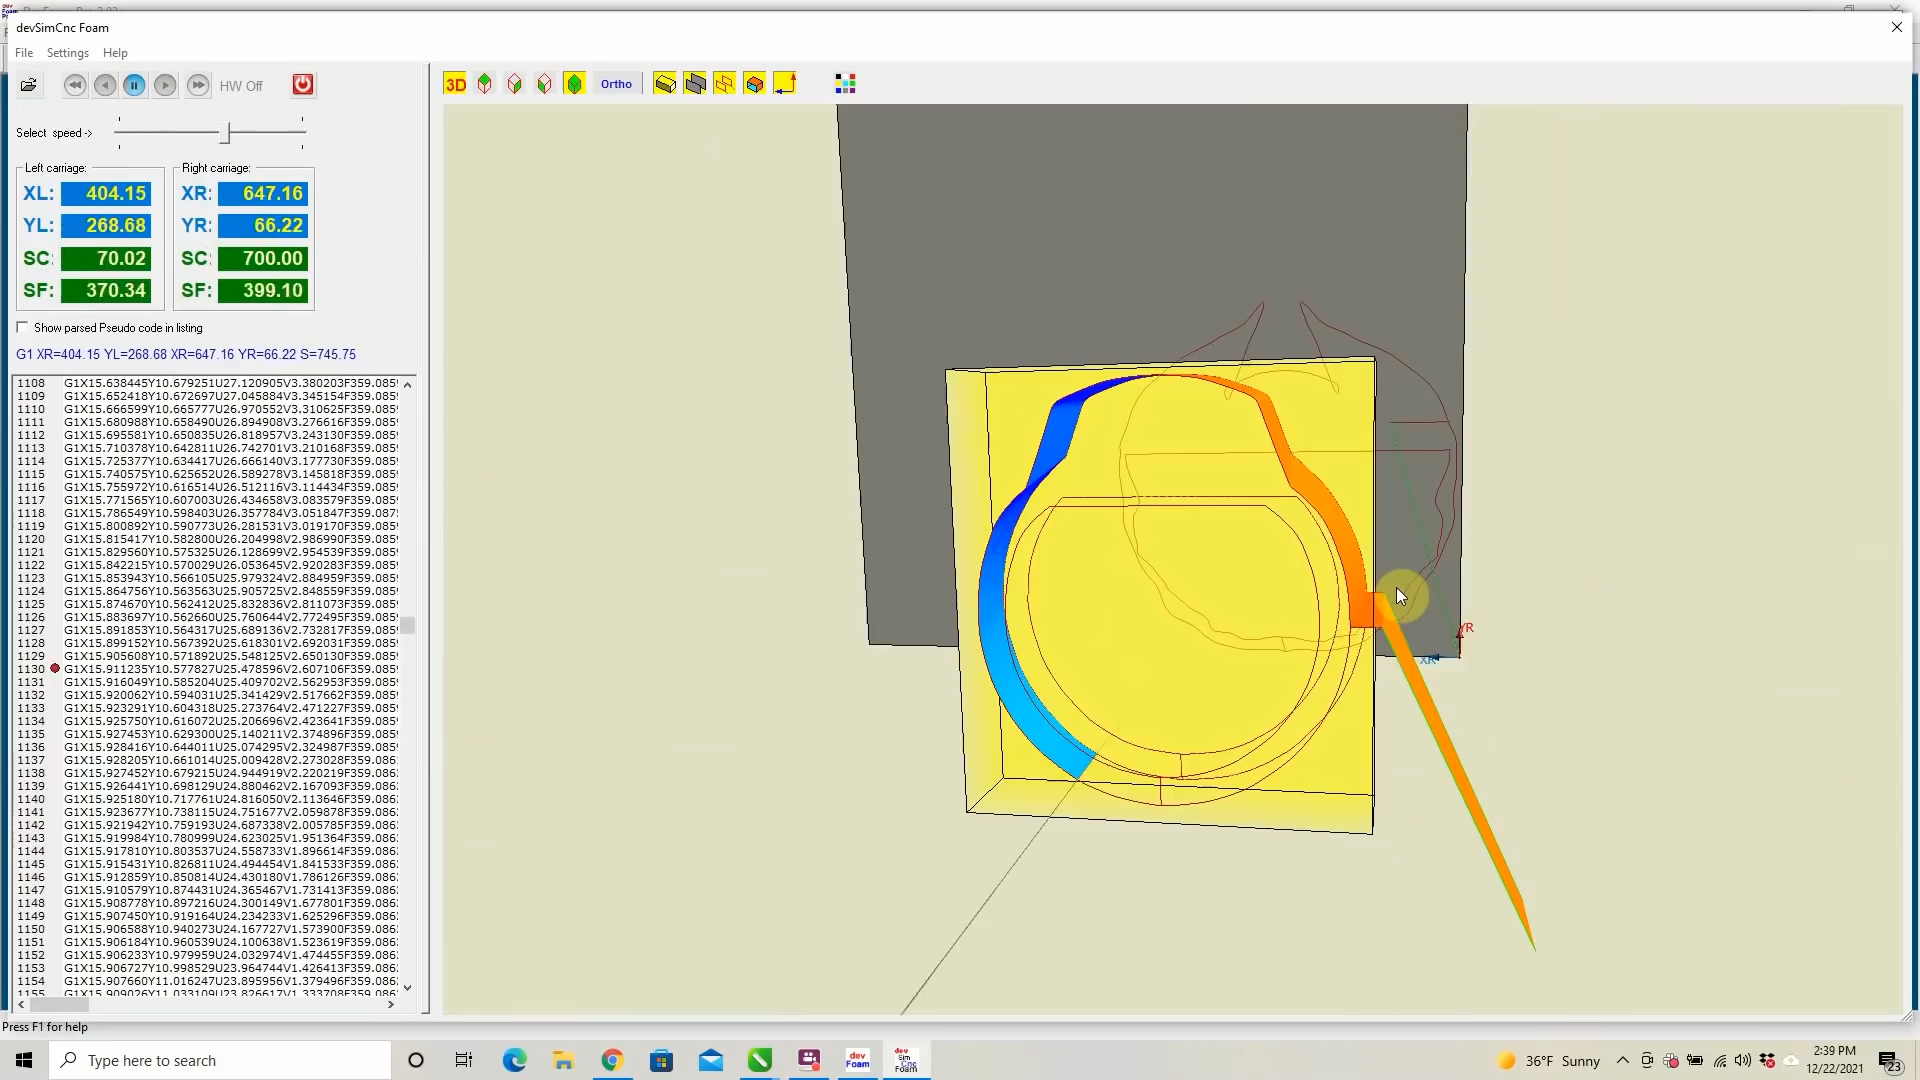 devSimCnc Foam
File Settings Help
HW Off
3D
Ortho
Select speed ->
Left carriage:
Right carriage:
XL: 404.15
XR: 647.16
YL: 268.68
YR: 66.22
SC: 70.02
SC: 700.00
SF: 370.34
SF: 399.10
Show parsed Pseudo code in listing
G1 XR=404.15 YL=268.68 XR=647.16 YR=66.22 S=745.75
1108 G1X15.638445Y10.679251U27.120905V3.380203F359.085
1109 G1X15.652418Y10.672697U27.045884V3.345154F359.085
1110 G1X15.666599Y10.665777U26.970552V3.310625F359.085
1111 G1X15.680988Y10.658490U26.894908V3.276616F359.085
1112 G1X15.695581Y10.650835U26.818957V3.243130F359.085
1113 G1X15.710378Y10.642811U26.742701V3.210168F359.085
1114 G1X15.725377Y10.634417U26.666140V3.177730F359.085
1115 G1X15.740575Y10.625652U26.589278V3.145818F359.085
1116 G1X15.755972Y10.616514U26.512116V3.114434F359.085
1117 G1X15.771565Y10.607003U26.434658V3.083579F359.085
1118 G1X15.786549Y10.598403U26.357784V3.051847F359.087
1119 G1X15.800892Y10.590773U26.281531V3.019170F359.085
1120 G1X15.815417Y10.582800U26.204998V2.986990F359.085
1121 G1X15.829560Y10.575325U26.128699V2.954539F359.085
1122 G1X15.842215Y10.570029U26.053645V2.920283F359.085
1123 G1X15.853943Y10.566105U25.979324V2.884959F359.085
1124 G1X15.864756Y10.563563U25.905725V2.848559F359.085
1125 G1X15.874670Y10.562412U25.832836V2.811073F359.085
1126 G1X15.883697Y10.562660U25.760644V2.772495F359.085
1127 G1X15.891853Y10.564317U25.689136V2.732817F359.085
1128 G1X15.899152Y10.567392U25.618301V2.692031F359.085
1129 G1X15.905608Y10.571892U25.548125V2.650130F359.085
1130 G1X15.911235Y10.577827U25.478596V2.607106F359.085
1131 G1X15.916049Y10.585204U25.409702V2.562953F359.085
1132 G1X15.920062Y10.594031U25.341429V2.517662F359.085
1133 G1X15.923291Y10.604318U25.273764V2.471227F359.085
1134 G1X15.925750Y10.616072U25.206696V2.423641F359.085
1135 G1X15.927453Y10.629300U25.140211V2.374896F359.085
1136 G1X15.928416Y10.644011U25.074295V2.324987F359.085
1137 G1X15.928205Y10.661014U25.009428V2.273028F359.086
1138 G1X15.927452Y10.679215U24.944919V2.220219F359.086
1139 G1X15.926441Y10.698129U24.880462V2.167093F359.086
1140 G1X15.925180Y10.717761U24.816050V2.113646F359.086
1141 G1X15.923677Y10.738115U24.751677V2.059878F359.086
1142 G1X15.921942Y10.759193U24.687338V2.005785F359.086
1143 G1X15.919984Y10.780999U24.623025V1.951364F359.086
1144 G1X15.917810Y10.803537U24.558733V1.896614F359.086
1145 G1X15.915431Y10.826811U24.494454V1.841533F359.086
1146 G1X15.912859Y10.850814U24.430180V1.786126F359.086
1147 G1X15.910579Y10.874431U24.365467V1.731413F359.086
1148 G1X15.908778Y10.897216U24.300149V1.677801F359.086
1149 G1X15.907450Y10.919164U24.234233V1.625296F359.086
1150 G1X15.906588Y10.940273U24.167727V1.573900F359.086
1151 G1X15.906184Y10.960539U24.100638V1.523619F359.086
1152 G1X15.906233Y10.979959U24.032974V1.474455F359.086
1153 G1X15.906727Y10.998529U23.964744V1.426413F359.086
1154 G1X15.907660Y11.016247U23.895956V1.379496F359.086
1155 G1X15.909026Y11.033109U23.826617V1.333708F359.086
YR
XR
Press F1 for help
Type here to search
dev
Foam
dev
Sim
Cnc
Foam
36°F Sunny
2:39 PM
12/22/2021
23